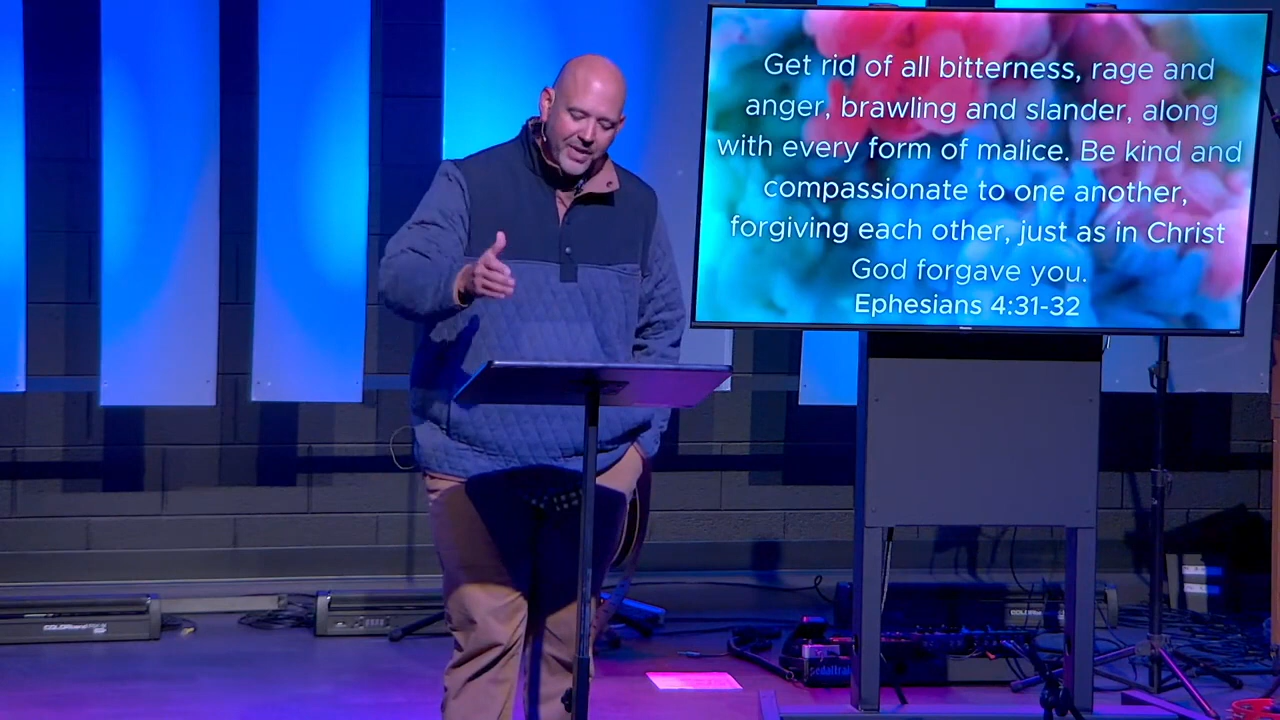 Get rid of all bitterness, rage and
anger, brawling and slander, along
with every form of malice. Be kind and
compassionate to one another,
forgiving each other, just as in Christ
God forgave you.
Ephesians 4:31-32